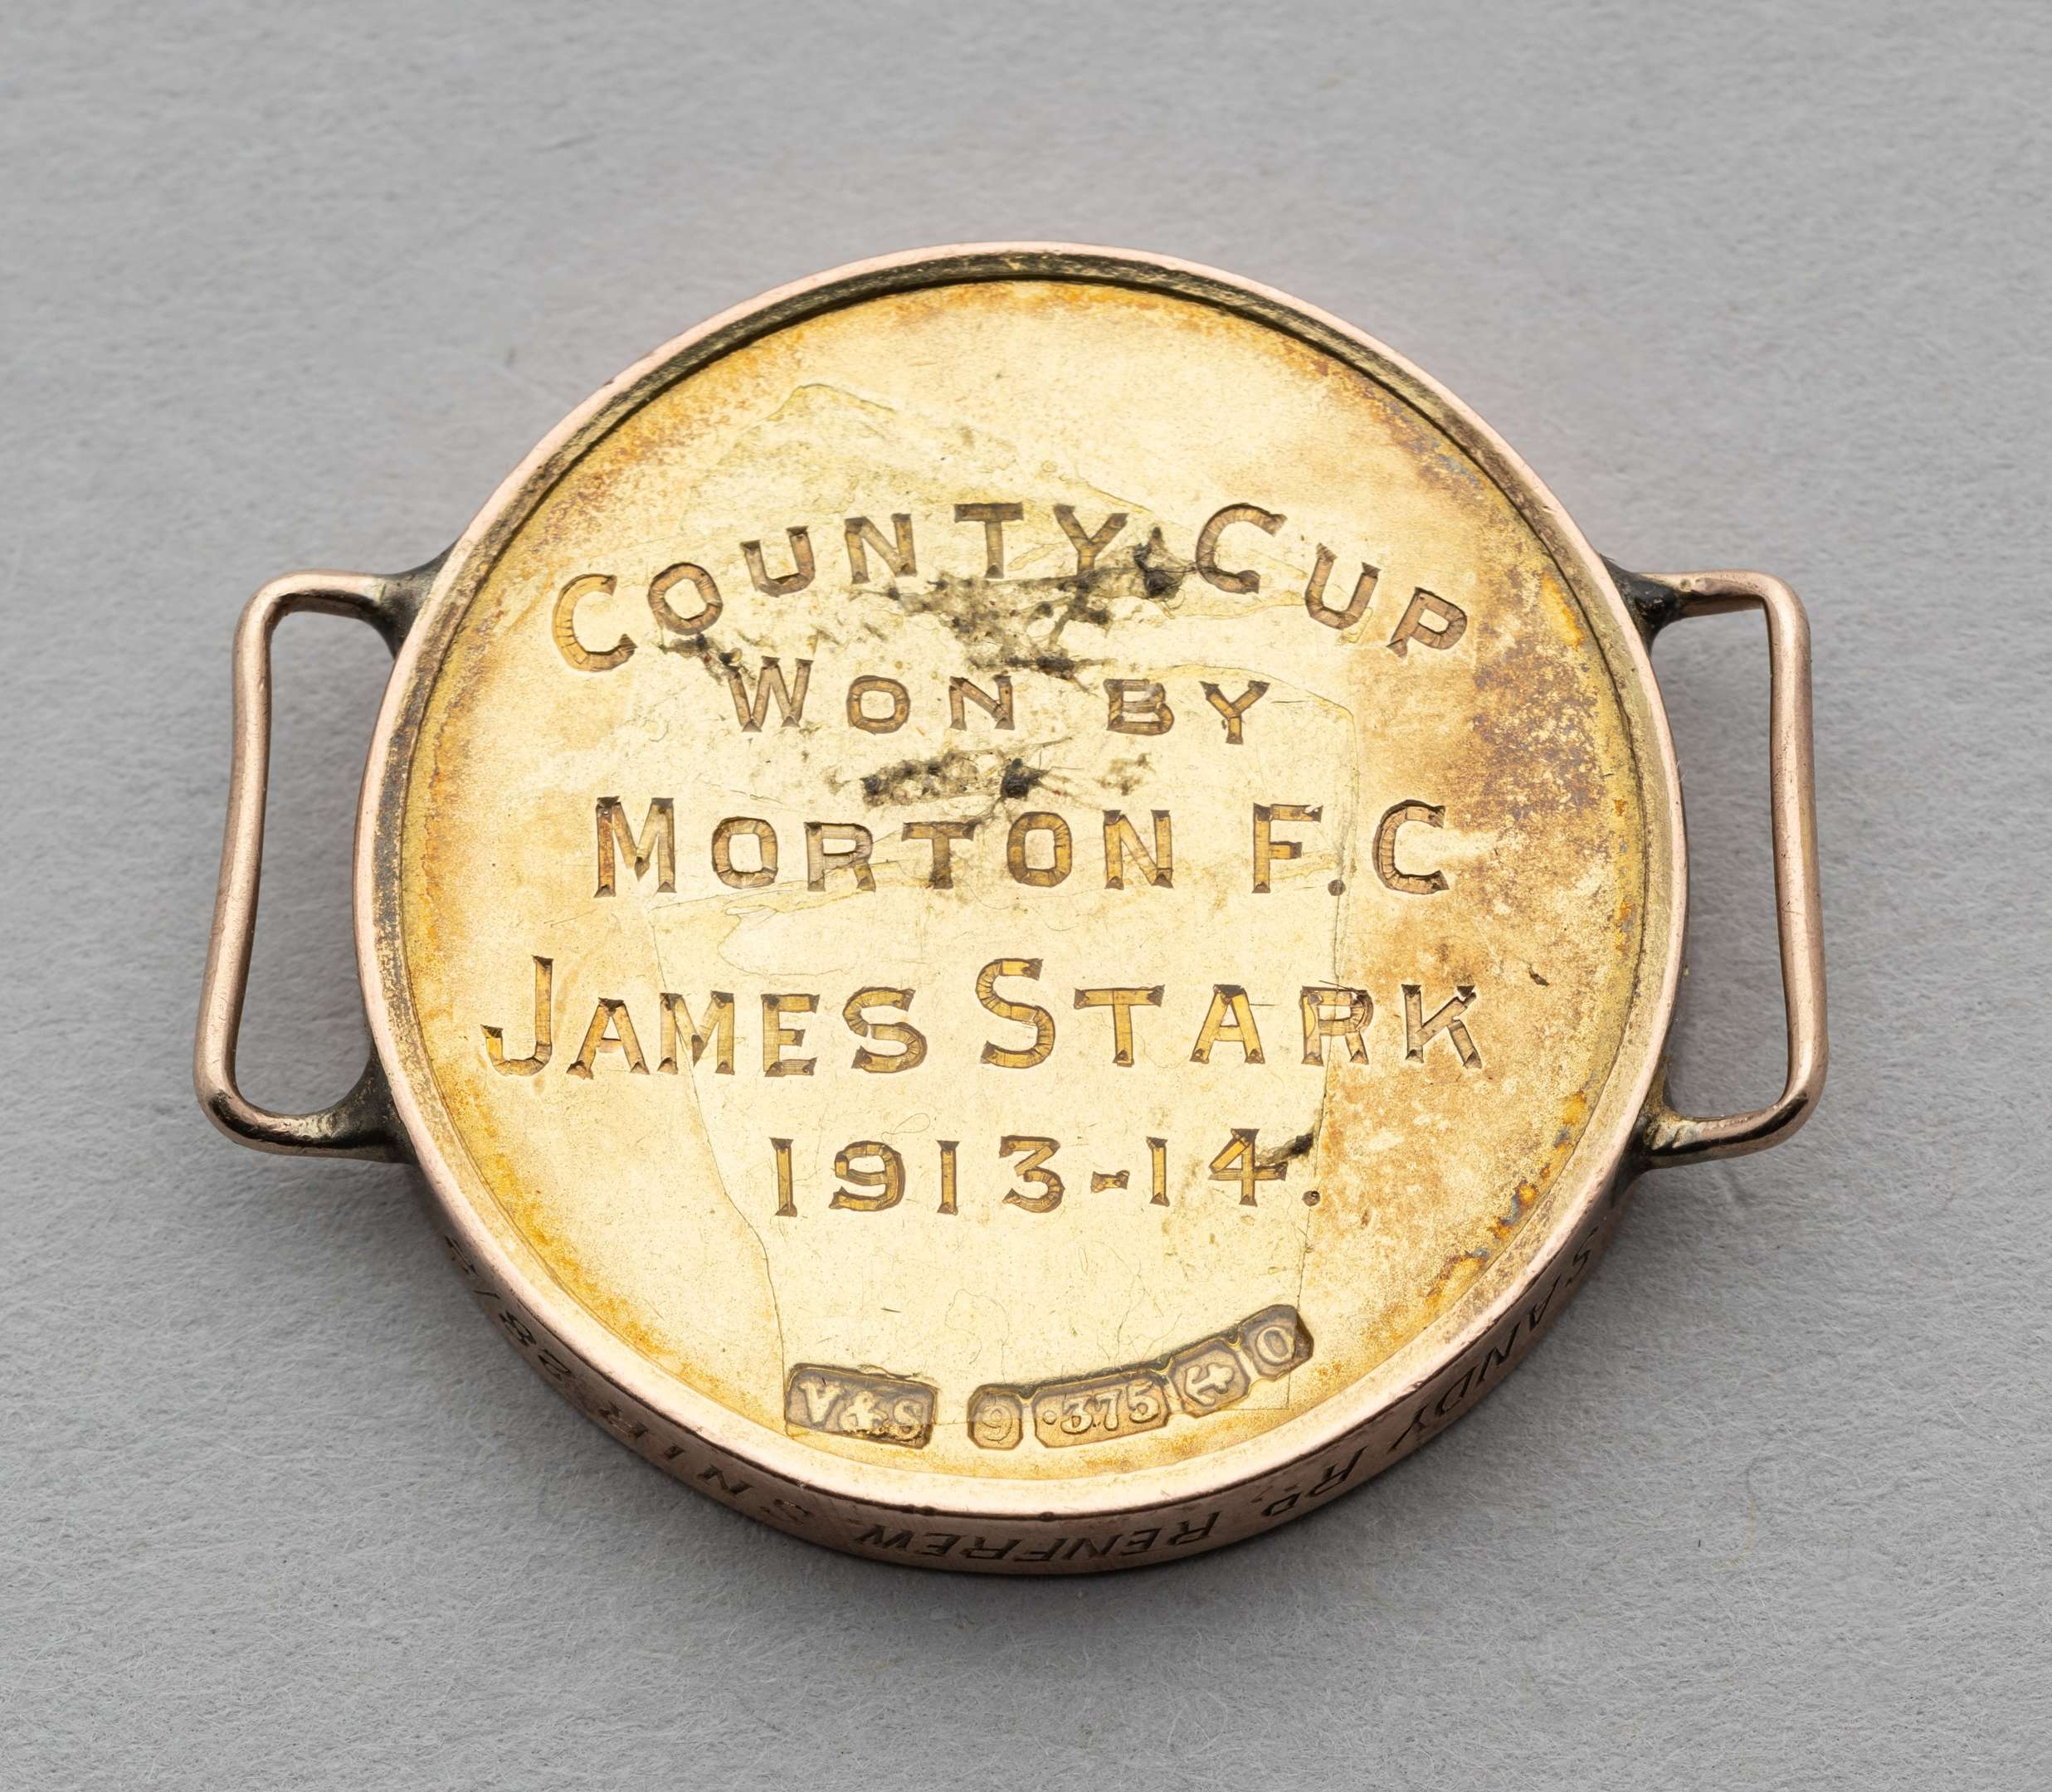 COUNTY CUP
WON BY
MORTON F.C
JAMES STARK
1913-14.
V&S 9 .375 O
SANDY RD RENFREW